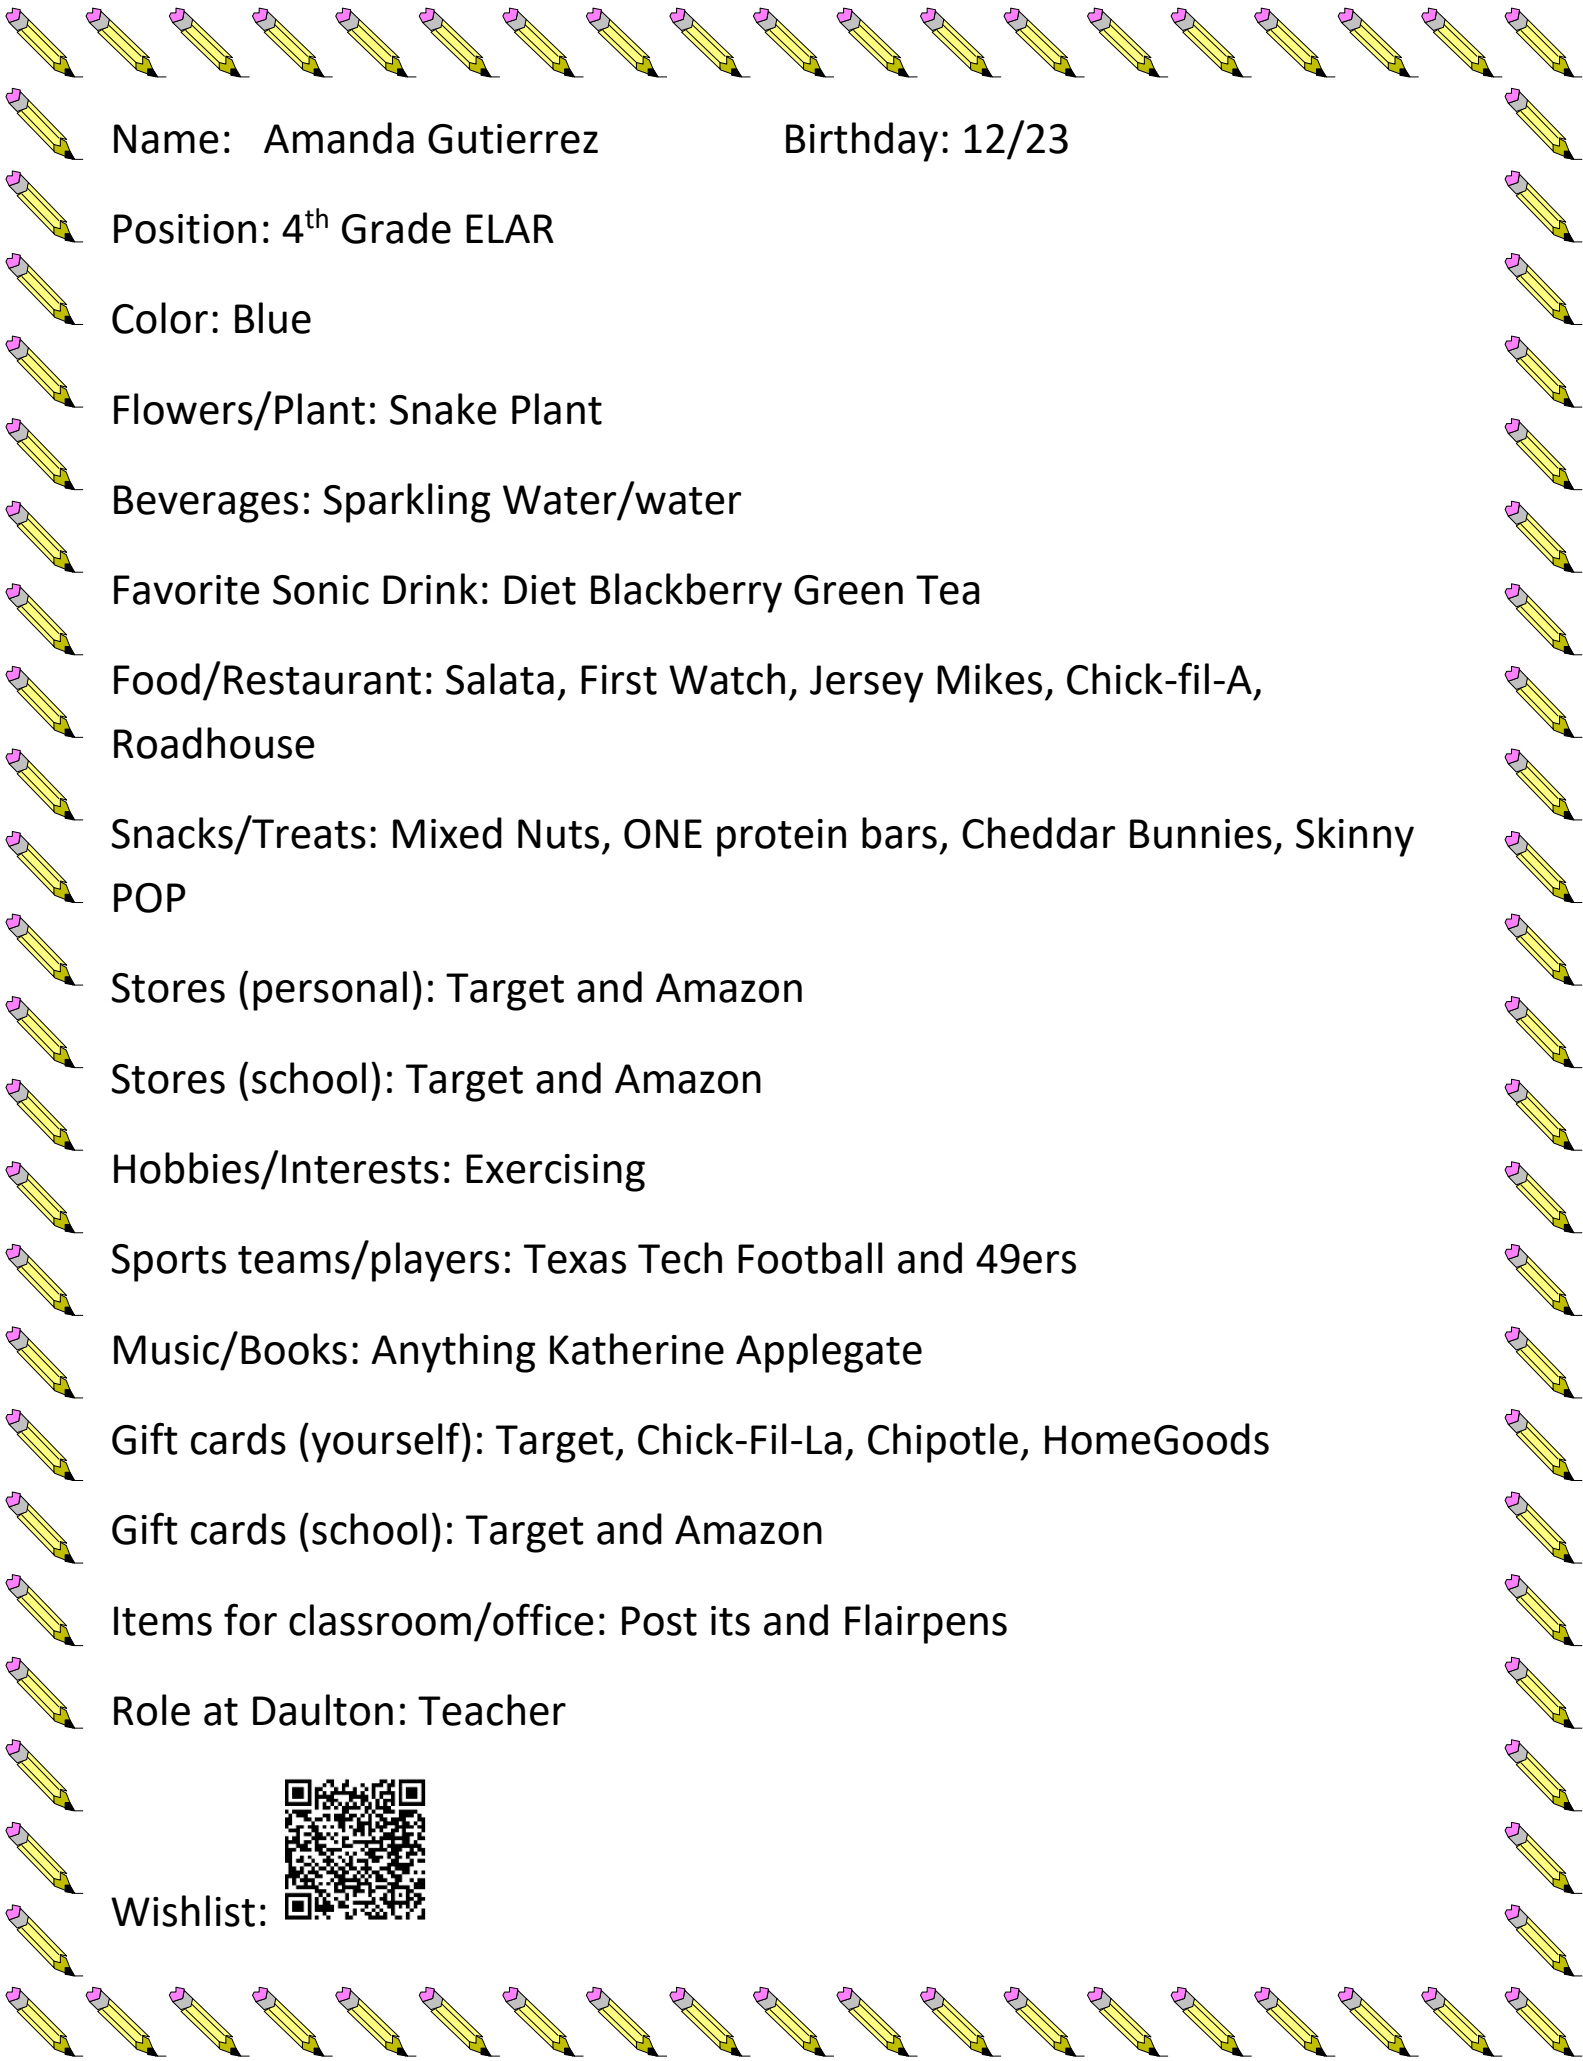 Name: Amanda Gutierrez Birthday: 12/23
Position: 4th Grade ELAR
Color: Blue
Flowers/Plant: Snake Plant
Beverages: Sparkling Water/water
Favorite Sonic Drink: Diet Blackberry Green Tea
Food/Restaurant: Salata, First Watch, Jersey Mikes, Chick-fil-A,
Roadhouse
Snacks/Treats: Mixed Nuts, ONE protein bars, Cheddar Bunnies, Skinny
POP
Stores (personal): Target and Amazon
Stores (school): Target and Amazon
Hobbies/Interests: Exercising
Sports teams/players: Texas Tech Football and 49ers
Music/Books: Anything Katherine Applegate
Gift cards (yourself): Target, Chick-Fil-La, Chipotle, HomeGoods
Gift cards (school): Target and Amazon
Items for classroom/office: Post its and Flairpens
Role at Daulton: Teacher
Wishlist: